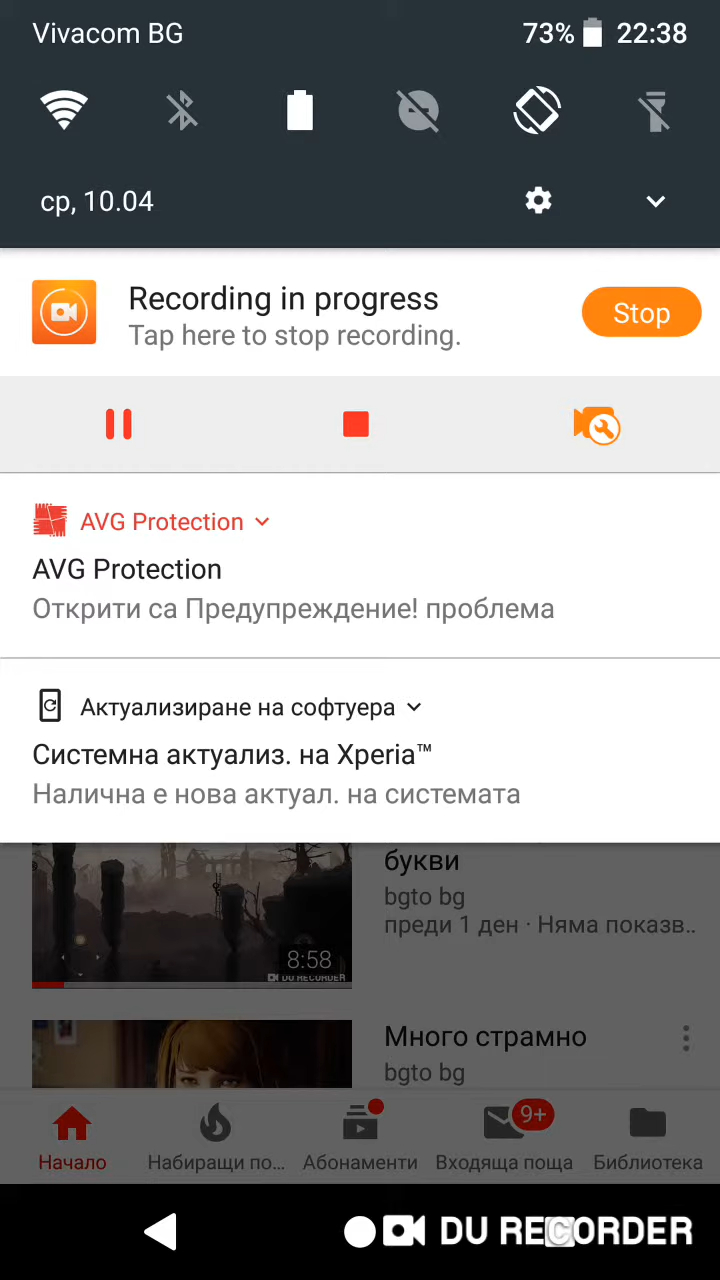 Vivacom BG 73% 22:38
ср, 10.04
Recording in progress
Tap here to stop recording.
Stop
AVG Protection
AVG Protection
Открити са Предупреждение! проблема
Актуализиране на софтуера
Системна актуализ. на Xperia™
Налична е нова актуал. на системата
букви
bgto bg
преди 1 ден · Няма показв..
8:58
DU RECORDER
Много страмно
bgto bg
9+
Начало Набиращи по... Абонаменти Входяща поща Библиотека
DU RECORDER